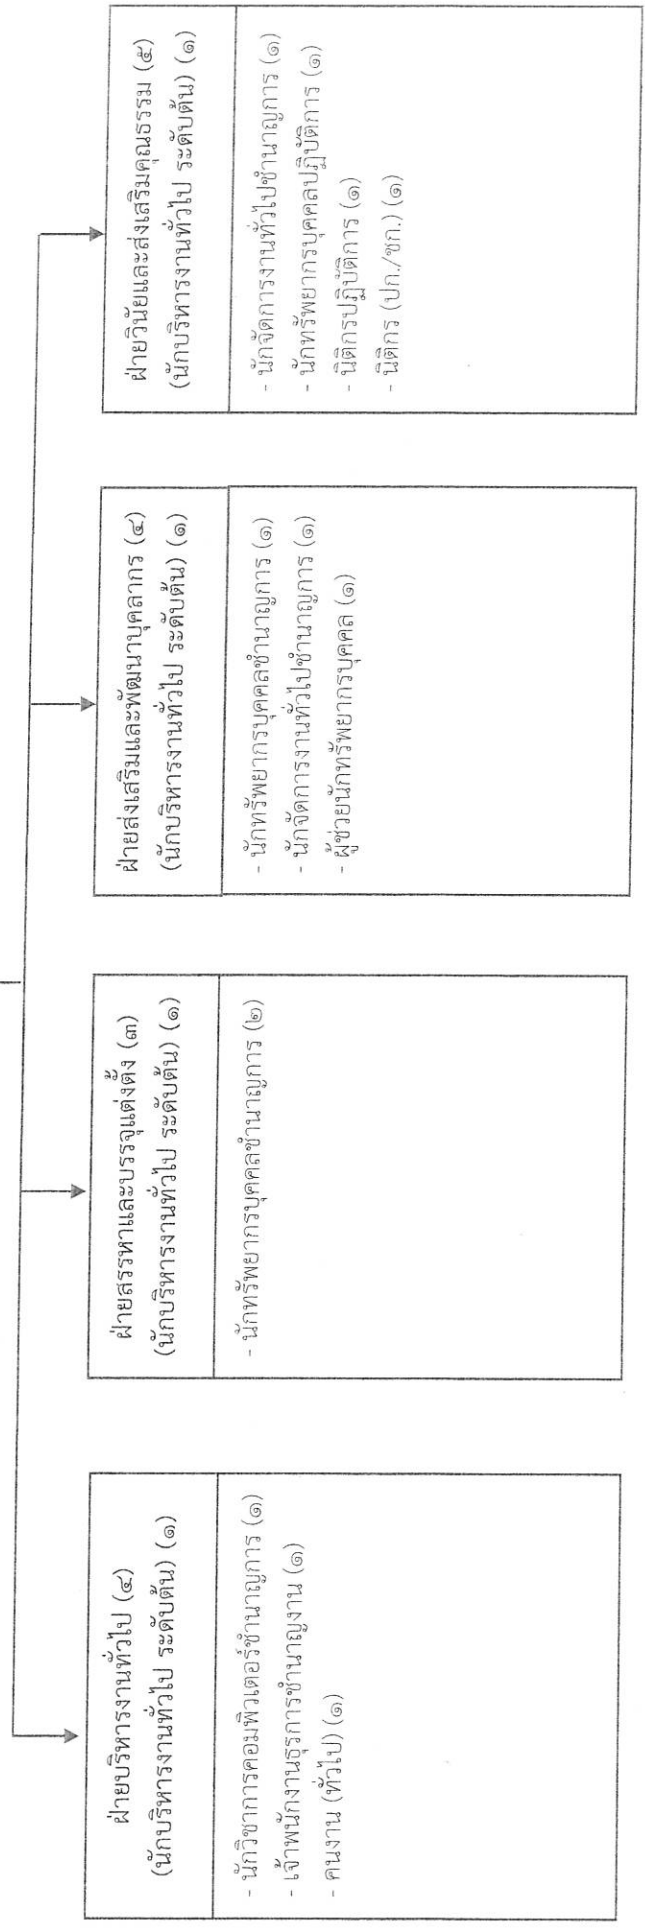 ฝ่ายบริหารงานทั่วไป (๔)
(นักบริหารงานทั่วไป ระดับต้น) (๑)
- นักวิชาการคอมพิวเตอร์ชำนาญการ (๑)
- เจ้าพนักงานธุรการชำนาญงาน (๑)
- คนงาน (ทั่วไป) (๑)
ฝ่ายสรรหาและบรรจุแต่งตั้ง (๓)
(นักบริหารงานทั่วไป ระดับต้น) (๑)
- นักทรัพยากรบุคคลชำนาญการ (๒)
ฝ่ายส่งเสริมและพัฒนาบุคลากร (๔)
(นักบริหารงานทั่วไป ระดับต้น) (๑)
- นักทรัพยากรบุคคลชำนาญการ (๑)
- นักจัดการงานทั่วไปชำนาญการ (๑)
- ผู้ช่วยนักทรัพยากรบุคคล (๑)
ฝ่ายวินัยและส่งเสริมคุณธรรม (๕)
(นักบริหารงานทั่วไป ระดับต้น) (๑)
- นักจัดการงานทั่วไปชำนาญการ (๑)
- นักทรัพยากรบุคคลปฏิบัติการ (๑)
- นิติกรปฏิบัติการ (๑)
- นิติกร (ปก./ชก.) (๑)